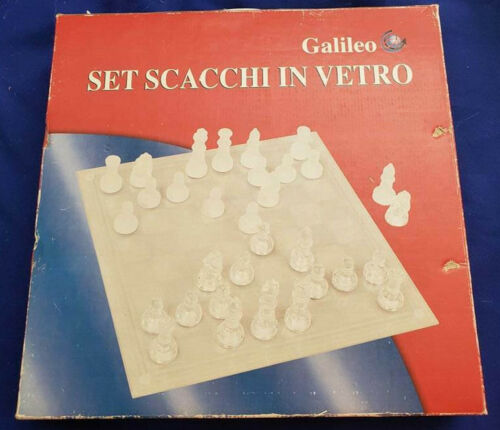 Galileo
SET SCACCHI IN VETRO